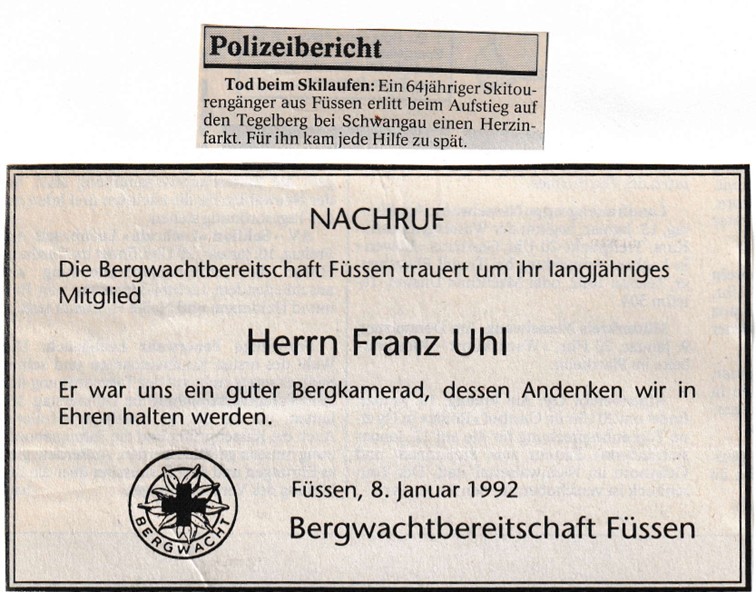 Polizeibericht
Tod beim Skilaufen: Ein 64jähriger Skitou-
rengänger aus Füssen erlitt beim Aufstieg auf
den Tegelberg bei Schwangau einen Herzin-
farkt. Für ihn kam jede Hilfe zu spät.
NACHRUF
Die Bergwachtbereitschaft Füssen trauert um ihr langjähriges
Mitglied
Herrn Franz Uhl
Er war uns ein guter Bergkamerad, dessen Andenken wir in
Ehren halten werden.
BERGWACHT
Füssen, 8. Januar 1992
Bergwachtbereitschaft Füssen